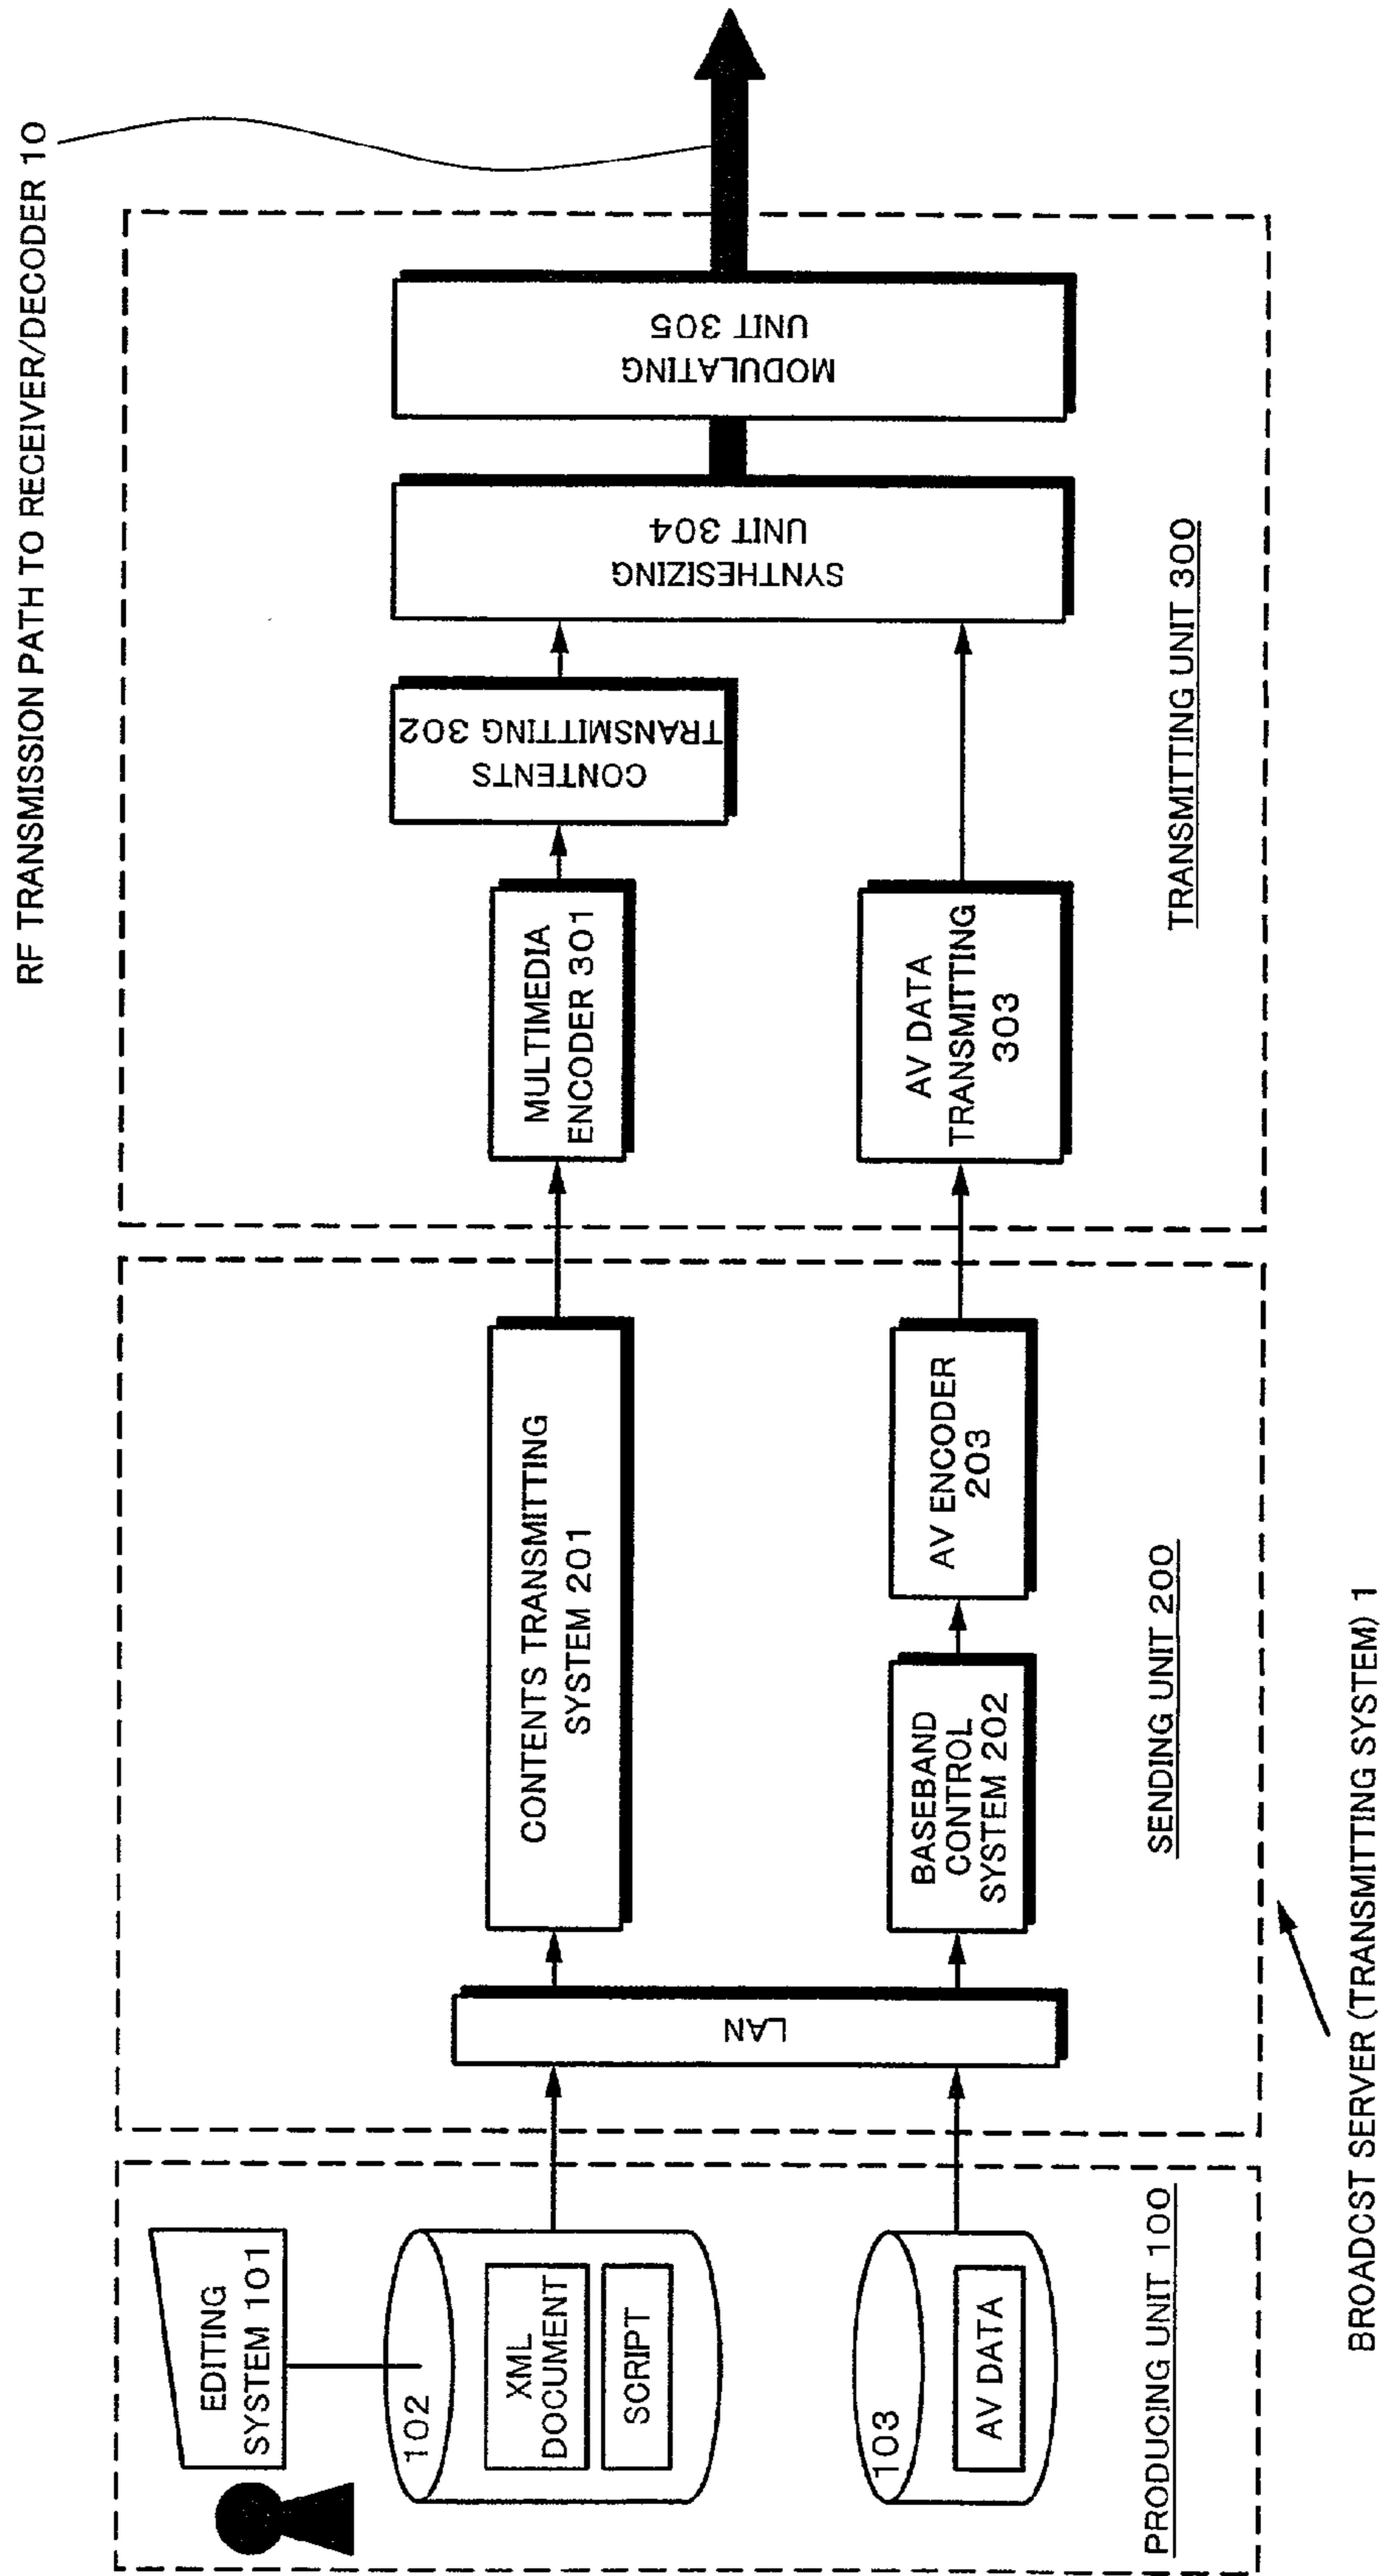 RF TRANSMISSION PATH TO RECEIVER/DECODER 10
EDITING
SYSTEM 101
102
XML
DOCUMENT
SCRIPT
103
AV DATA
PRODUCING UNIT 100
LAN
CONTENTS TRANSMITTING
SYSTEM 201
BASEBAND
CONTROL
SYSTEM 202
AV ENCODER
203
SENDING UNIT 200
MULTIMEDIA
ENCODER 301
CONTENTS
TRANSMITTING 302
AV DATA
TRANSMITTING
303
SYNTHESIZING
UNIT 304
MODULATING
UNIT 305
TRANSMITTING UNIT 300
BROADCST SERVER (TRANSMITTING SYSTEM) 1